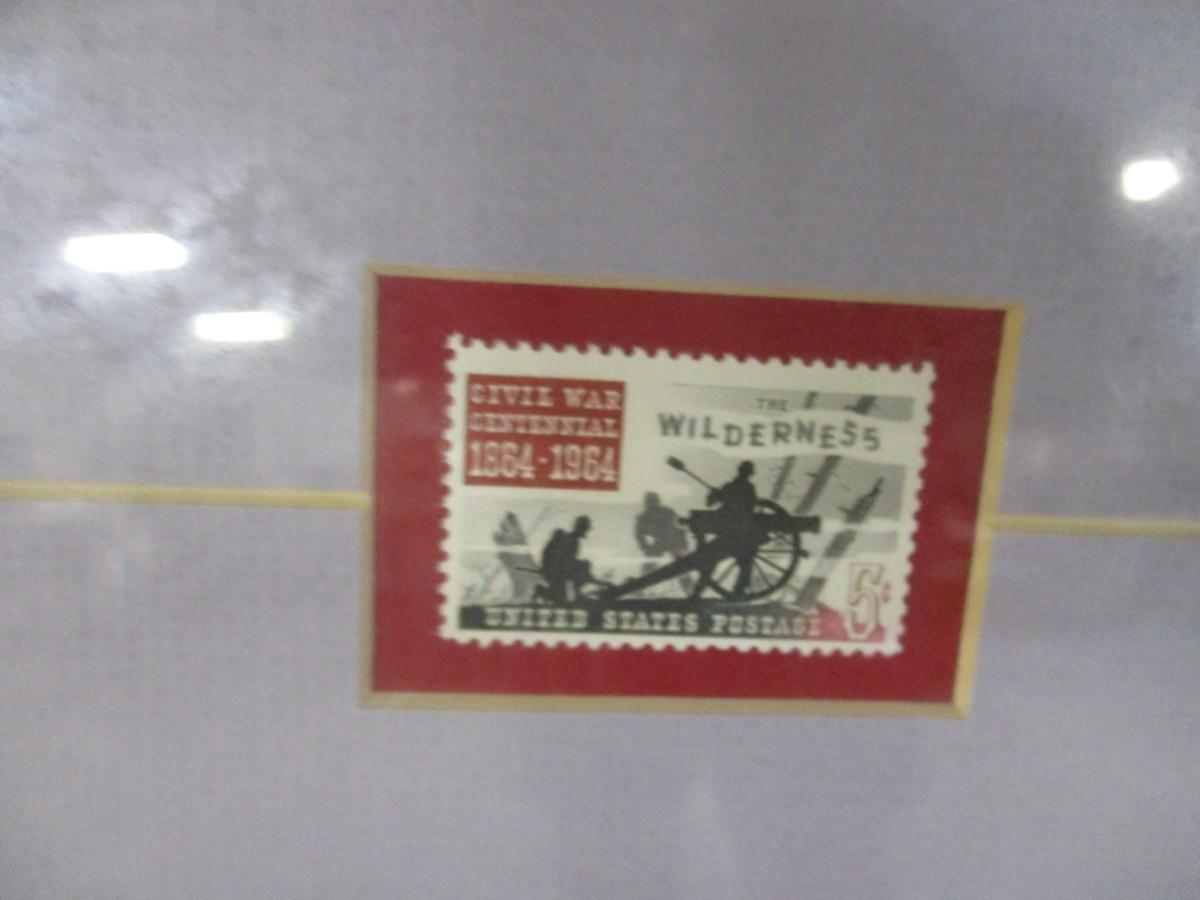 CIVIL WAR
CENTENNIAL
1864-1964
THE
WILDERNESS
5¢
UNITED STATES POSTAGE